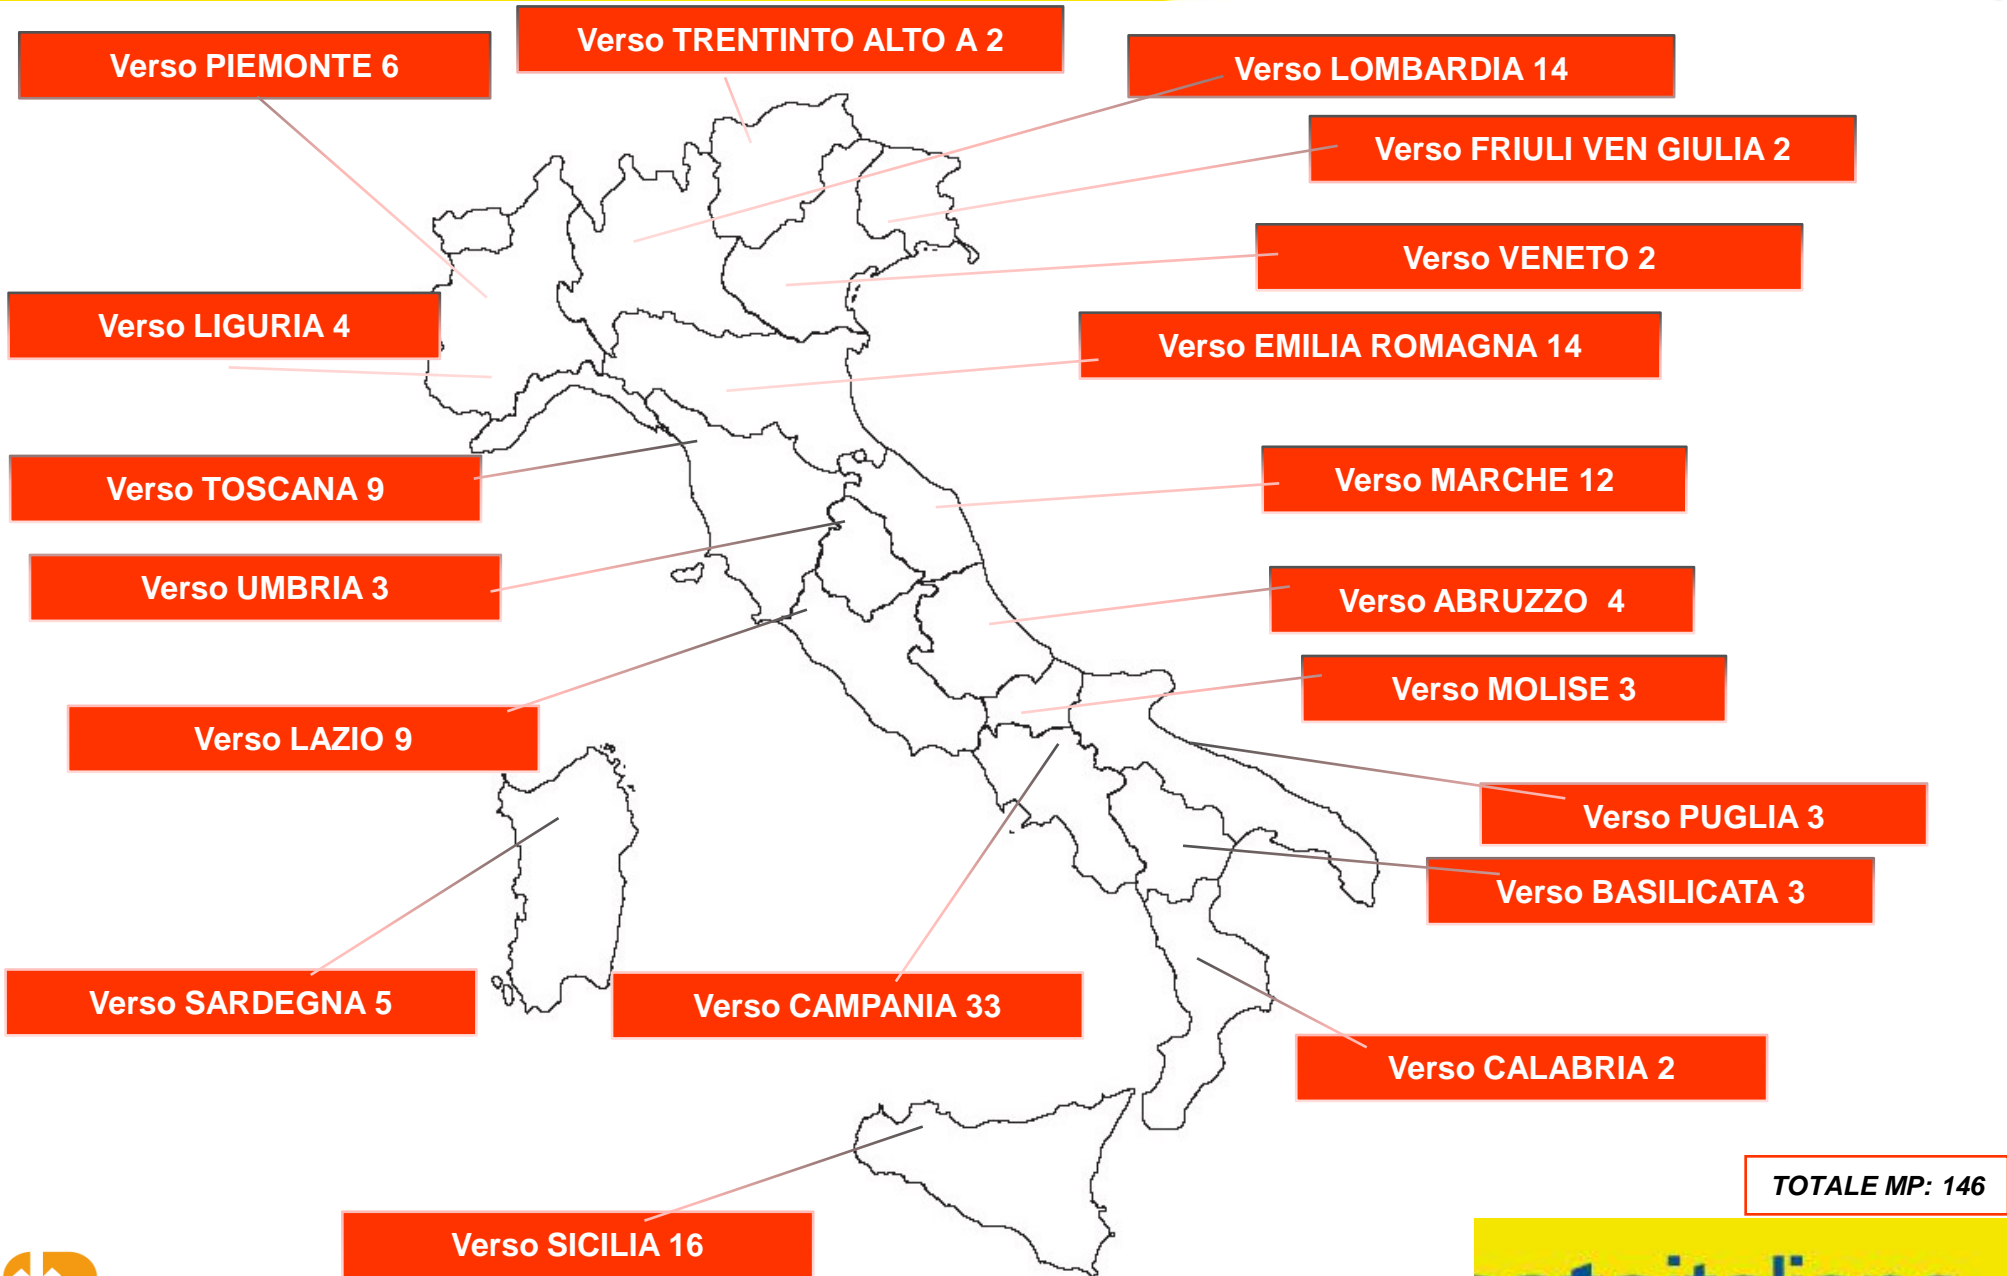 Verso TRENTINTO ALTO A 2
Verso PIEMONTE 6
Verso LOMBARDIA 14
Verso FRIULI VEN GIULIA 2
Verso VENETO 2
Verso LIGURIA 4
Verso EMILIA ROMAGNA 14
Verso TOSCANA 9
Verso MARCHE 12
Verso UMBRIA 3
Verso ABRUZZO  4
Verso MOLISE 3
Verso LAZIO 9
Verso PUGLIA 3
Verso BASILICATA 3
Verso SARDEGNA 5
Verso CAMPANIA 33
Verso CALABRIA 2
TOTALE MP: 146
Verso SICILIA 16